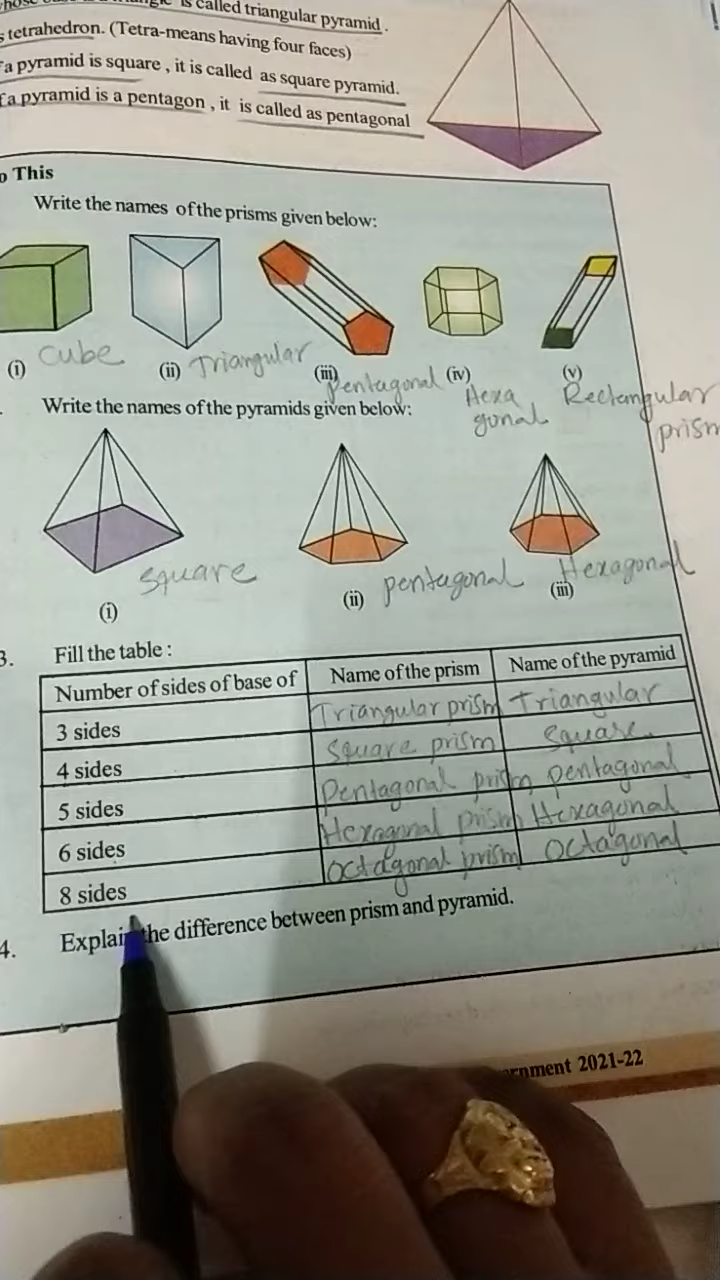 is called triangular pyramid.
tetrahedron. (Tetra-means having four faces)
a pyramid is square , it is called as square pyramid.
a pyramid is a pentagon , it is called as pentagonal
This
Write the names of the prisms given below:
(i) cube (ii) Triangular (iii) Pentagonal (iv) Hexagonal (v) Rectangular prism
Write the names of the pyramids given below:
square pentagonal Hexagonal
(i) (ii) (iii)
3. Fill the table :
Number of sides of base of Name of the prism Name of the pyramid
3 sides Triangular prism Triangular
4 sides Square prism Square
5 sides Pentagonal prism pentagonal
6 sides Hexagonal prism Hexagonal
8 sides Octagonal prism Octagonal
4. Explain the difference between prism and pyramid.
2021-22